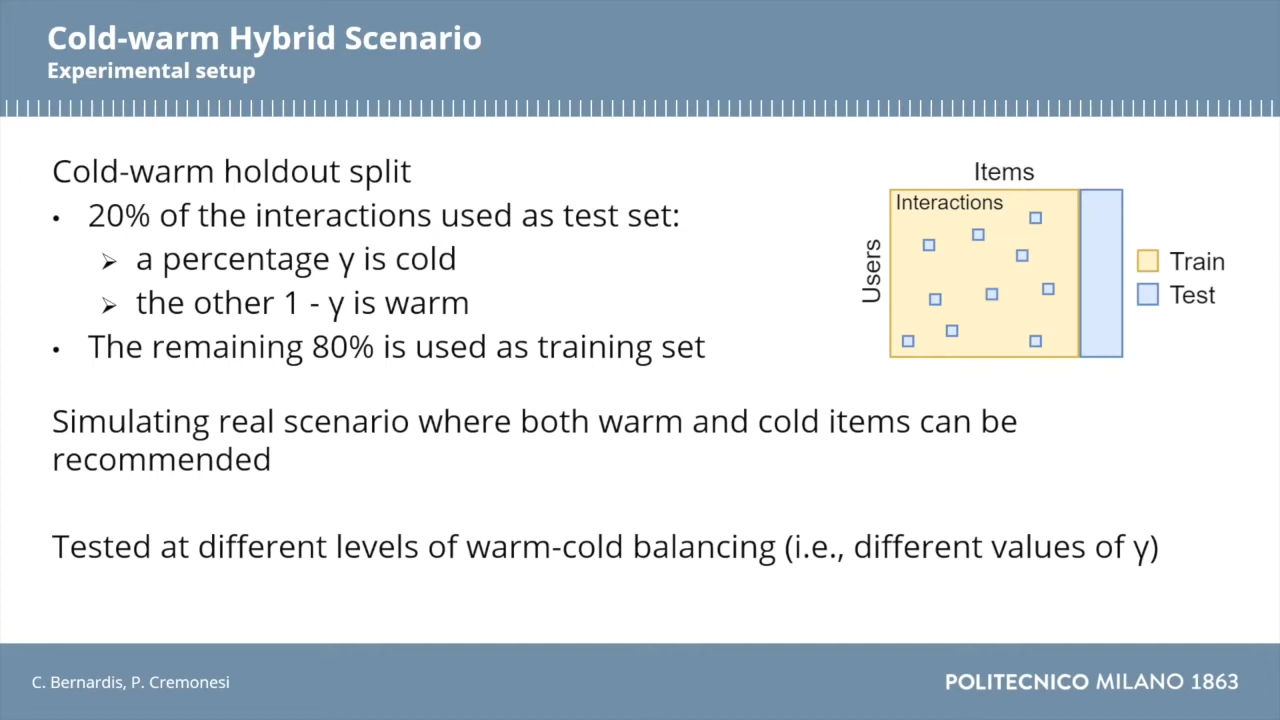 Cold-warm Hybrid Scenario
Experimental setup
Cold-warm holdout split
• 20% of the interactions used as test set:
➢ a percentage γ is cold
➢ the other 1 - γ is warm
• The remaining 80% is used as training set
Items
Interactions
Users
Train
Test
Simulating real scenario where both warm and cold items can be
recommended
Tested at different levels of warm-cold balancing (i.e., different values of γ)
C. Bernardis, P. Cremonesi
POLITECNICO MILANO 1863